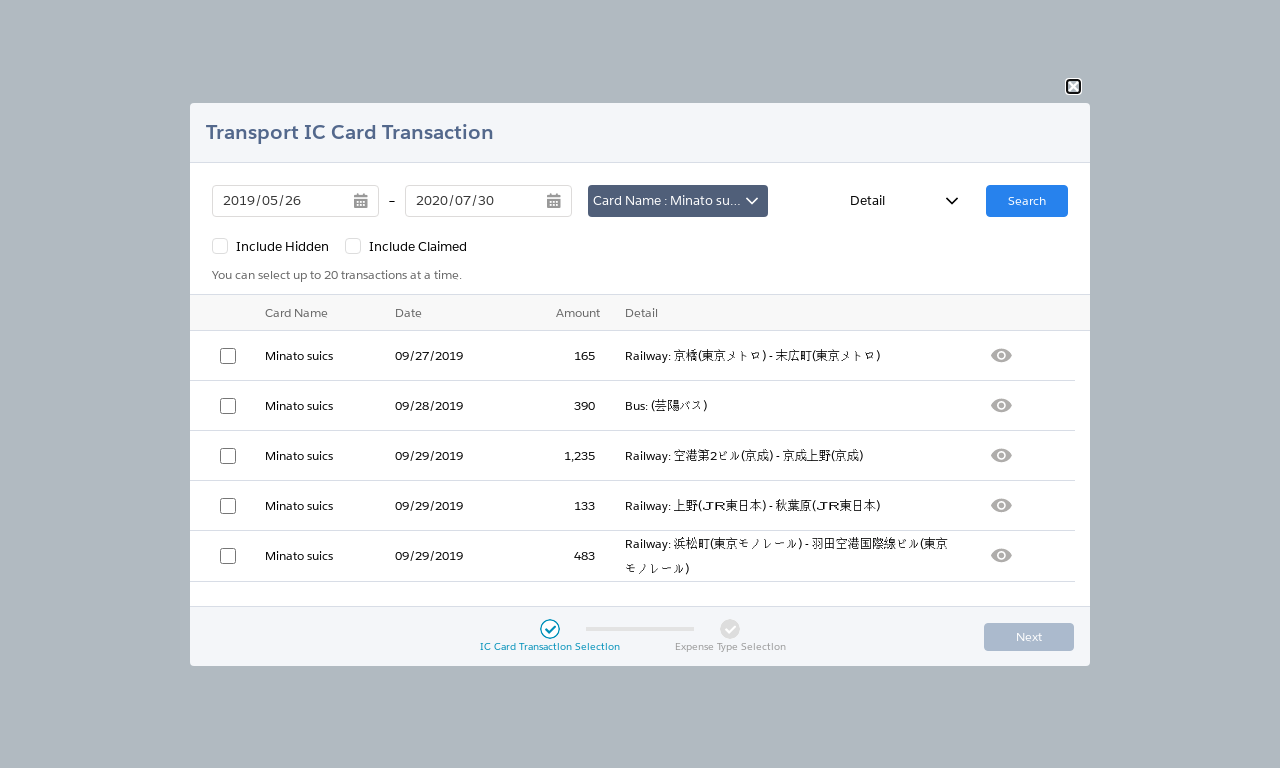 Transport IC Card Transaction
2019/05/26 – 2020/07/30 Card Name : Minato su... Detail Search
Include Hidden Include Claimed
You can select up to 20 transactions at a time.
Card Name Date Amount Detail
Minato suics 09/27/2019 165 Railway: 京橋(東京メトロ) - 末広町(東京メトロ)
Minato suics 09/28/2019 390 Bus: (芸陽バス)
Minato suics 09/29/2019 1,235 Railway: 空港第2ビル(京成) - 京成上野(京成)
Minato suics 09/29/2019 133 Railway: 上野(JR東日本) - 秋葉原(JR東日本)
Minato suics 09/29/2019 483 Railway: 浜松町(東京モノレール) - 羽田空港国際線ビル(東京
モノレール)
IC Card Transaction Selection Expense Type Selection Next